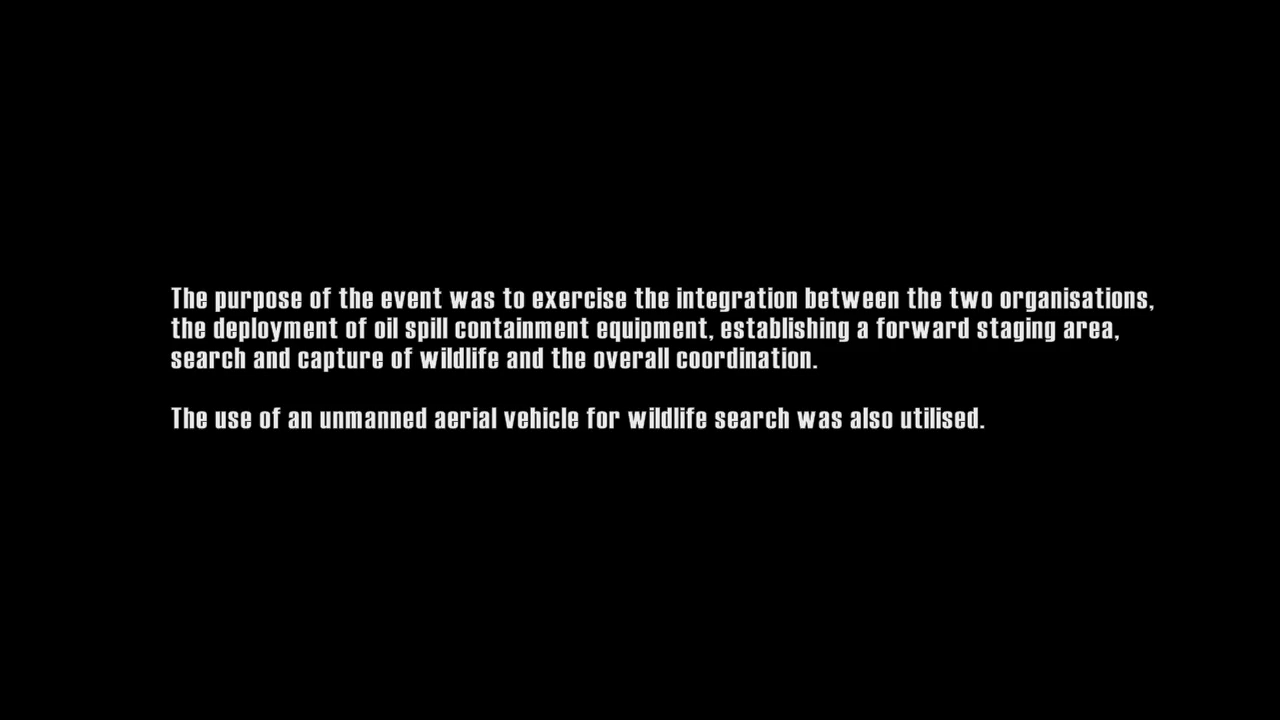 The purpose of the event was to exercise the integration between the two organisations,
the deployment of oil spill containment equipment, establishing a forward staging area,
search and capture of wildlife and the overall coordination.
The use of an unmanned aerial vehicle for wildlife search was also utilised.